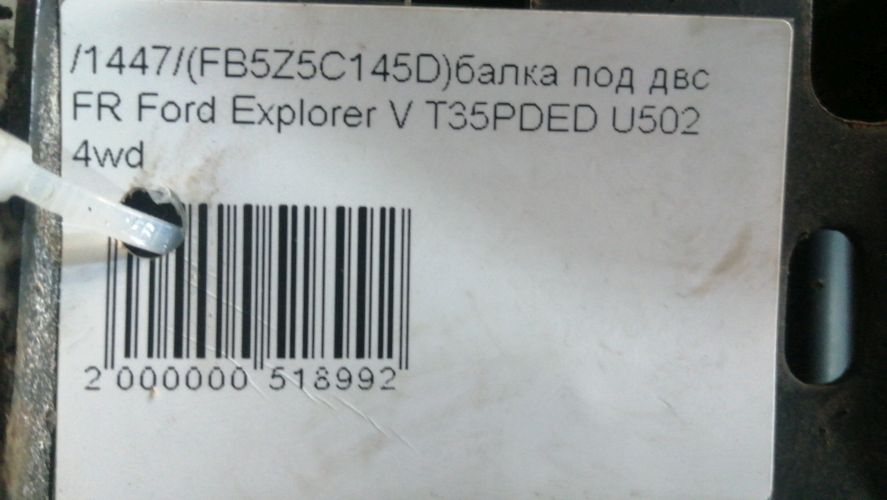 /1447/(FB5Z5C145D)балка под двс
FR Ford Explorer V T35PDED U502
4wd
2 000000 518992